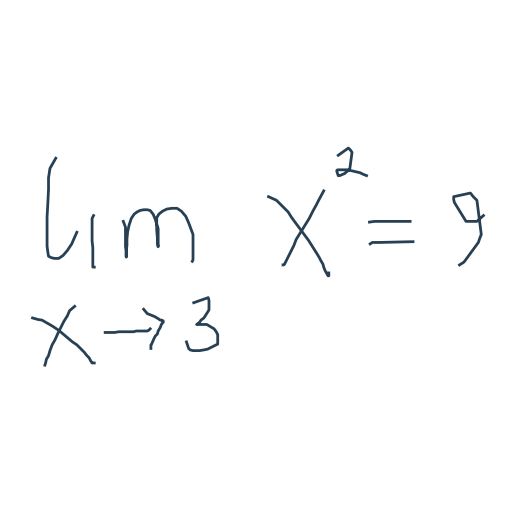 lim x² = 9
x → 3